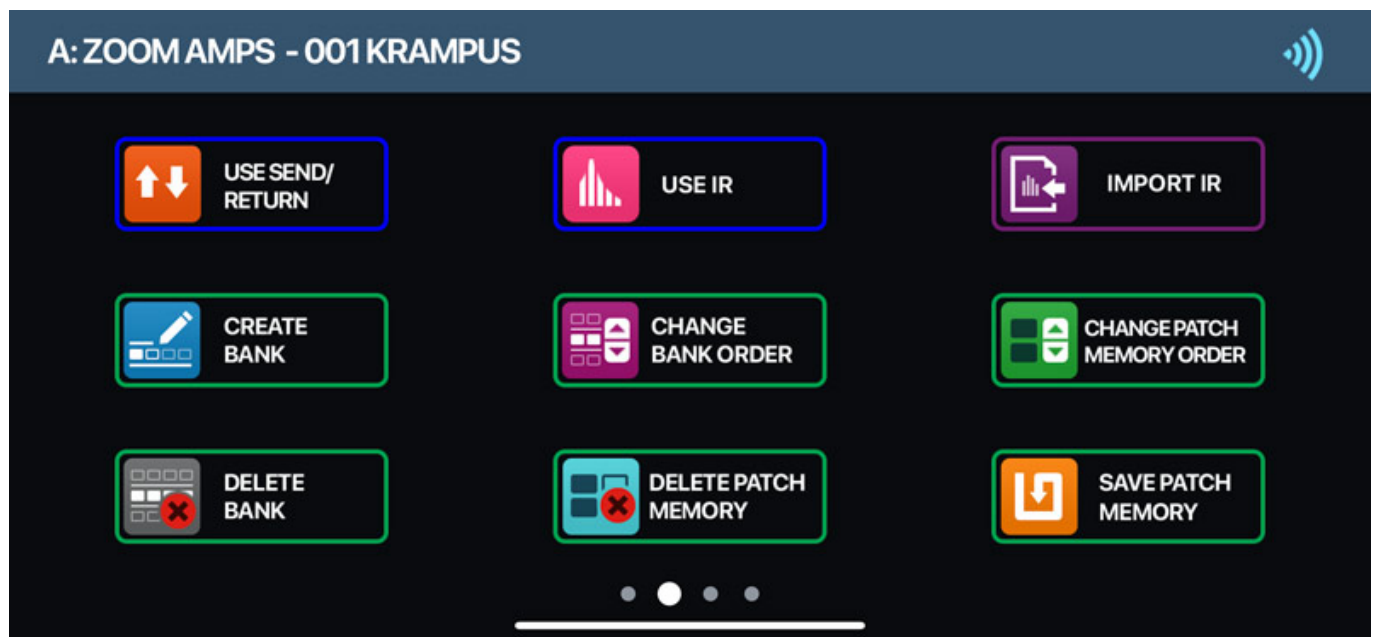 A: ZOOM AMPS - 001 KRAMPUS
USE SEND/
RETURN
USE IR
IMPORT IR
CREATE
BANK
CHANGE
BANK ORDER
CHANGE PATCH
MEMORY ORDER
DELETE
BANK
DELETE PATCH
MEMORY
SAVE PATCH
MEMORY